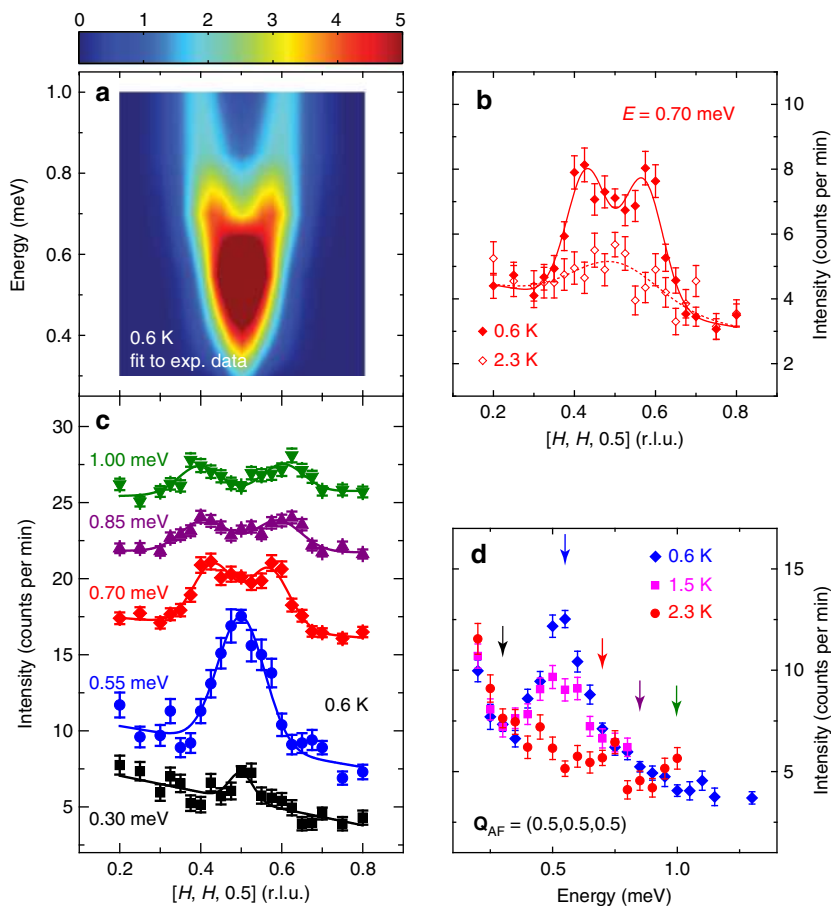 0 1 2 3 4 5
a
1.0
0.8
0.6
0.4
Energy (meV)
0.6 K
fit to exp. data
b
E = 0.70 meV
10
8
6
4
2
Intensity (counts per min)
0.6 K
2.3 K
0.2 0.4 0.6 0.8
[H, H, 0.5] (r.l.u.)
c
30
25
20
15
10
5
Intensity (counts per min)
1.00 meV
0.85 meV
0.70 meV
0.55 meV
0.6 K
0.30 meV
0.2 0.4 0.6 0.8
[H, H, 0.5] (r.l.u.)
d
0.6 K
1.5 K
2.3 K
15
10
5
Intensity (counts per min)
Q_AF = (0.5,0.5,0.5)
0.5 1.0
Energy (meV)